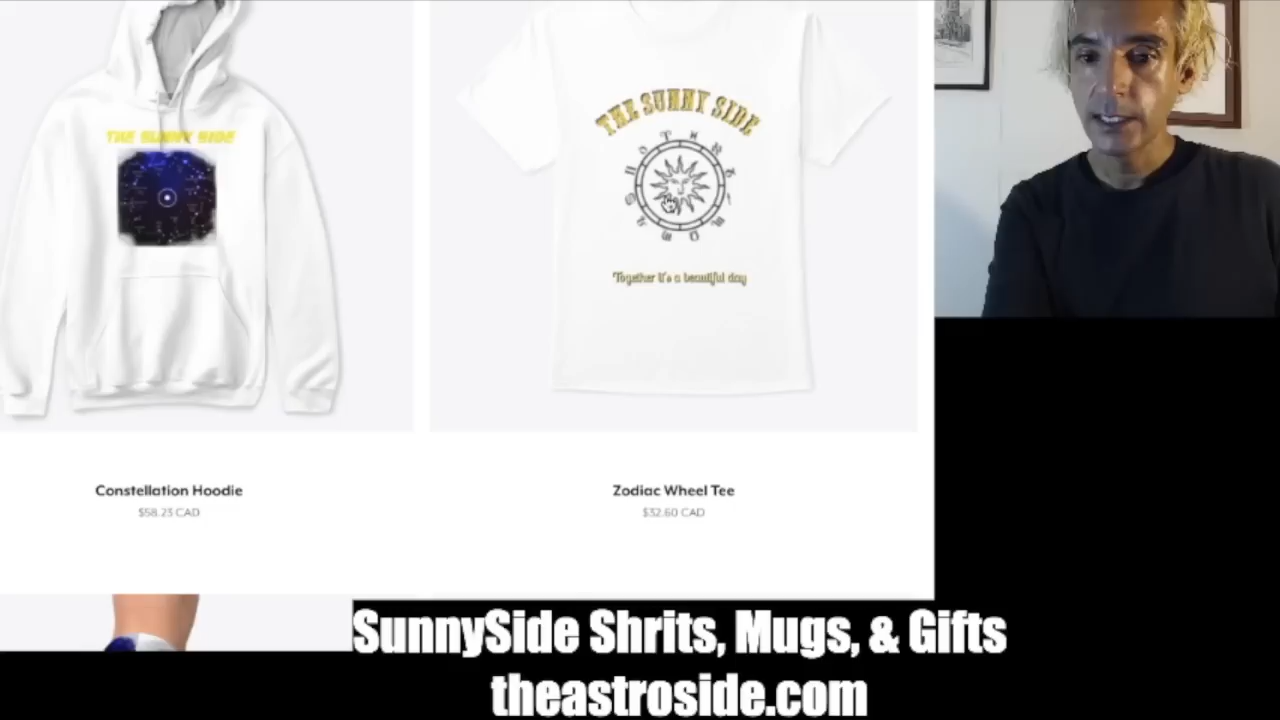 THE SUNNY SIDE
THE SUNNY SIDE
Together it's a beautiful day
Constellation Hoodie
$58.23 CAD
Zodiac Wheel Tee
$32.60 CAD
SunnySide Shrits, Mugs, & Gifts
theastroside.com